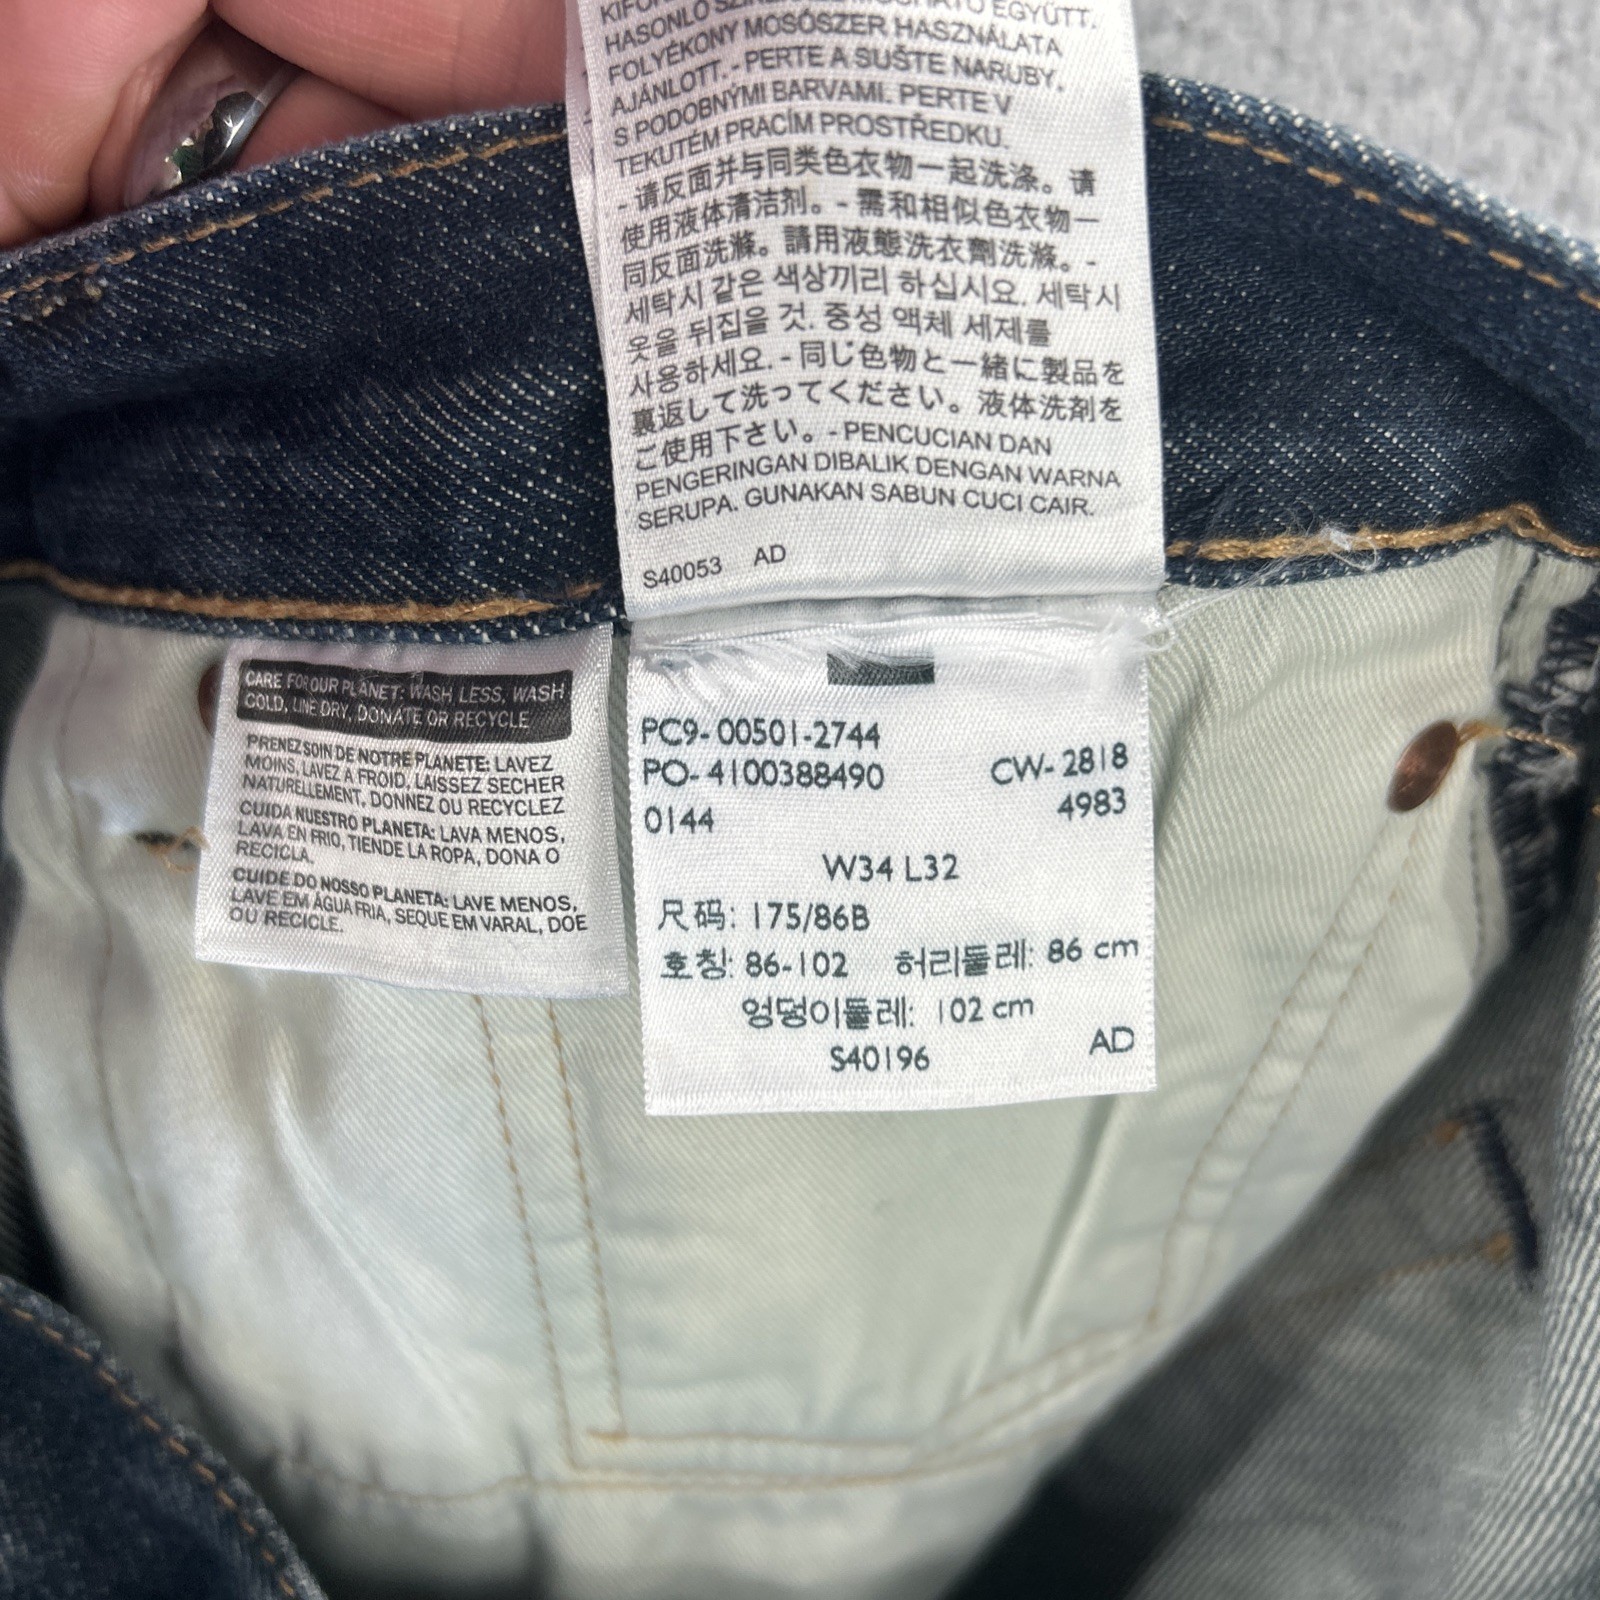 HASONLÓ
EGYÜTT.
FOLYÉKONY MOSÓSZER HASZNÁLATA
AJÁNLOTT. - PERTE A SUŠTE NARUBY,
S PODOBNÝMI BARVAMI. PERTE V
TEKUTÉM PRACÍM PROSTŘEDKU.
- 请反面并与同类色衣物一起洗涤。请
使用液体清洁剂。- 需和相似色衣物一
同反面洗滌。請用液態洗衣劑洗滌。-
세탁시 같은 색상끼리 하십시요. 세탁시
옷을 뒤집을 것. 중성 액체 세제를
사용하세요. - 同じ色物と一緒に製品を
裏返して洗ってください。液体洗剤を
ご使用下さい。- PENCUCIAN DAN
PENGERINGAN DIBALIK DENGAN WARNA
SERUPA. GUNAKAN SABUN CUCI CAIR.
S40053 AD
CARE FOR OUR PLANET: WASH LESS, WASH
COLD, LINE DRY, DONATE OR RECYCLE
PRENEZ SOIN DE NOTRE PLANETE: LAVEZ
MOINS, LAVEZ A FROID, LAISSEZ SECHER
NATURELLEMENT, DONNEZ OU RECYCLEZ
CUIDA NUESTRO PLANETA: LAVA MENOS,
LAVA EN FRIO, TIENDE LA ROPA, DONA O
RECICLA.
CUIDE DO NOSSO PLANETA: LAVE MENOS,
LAVE EM ÁGUA FRIA, SEQUE EM VARAL, DOE
OU RECICLE.
PC9-00501-2744
PO-4100388490 CW-2818
0144 4983
W34 L32
尺码: 175/86B
호칭: 86-102 허리둘레: 86 cm
엉덩이둘레: 102 cm
S40196 AD